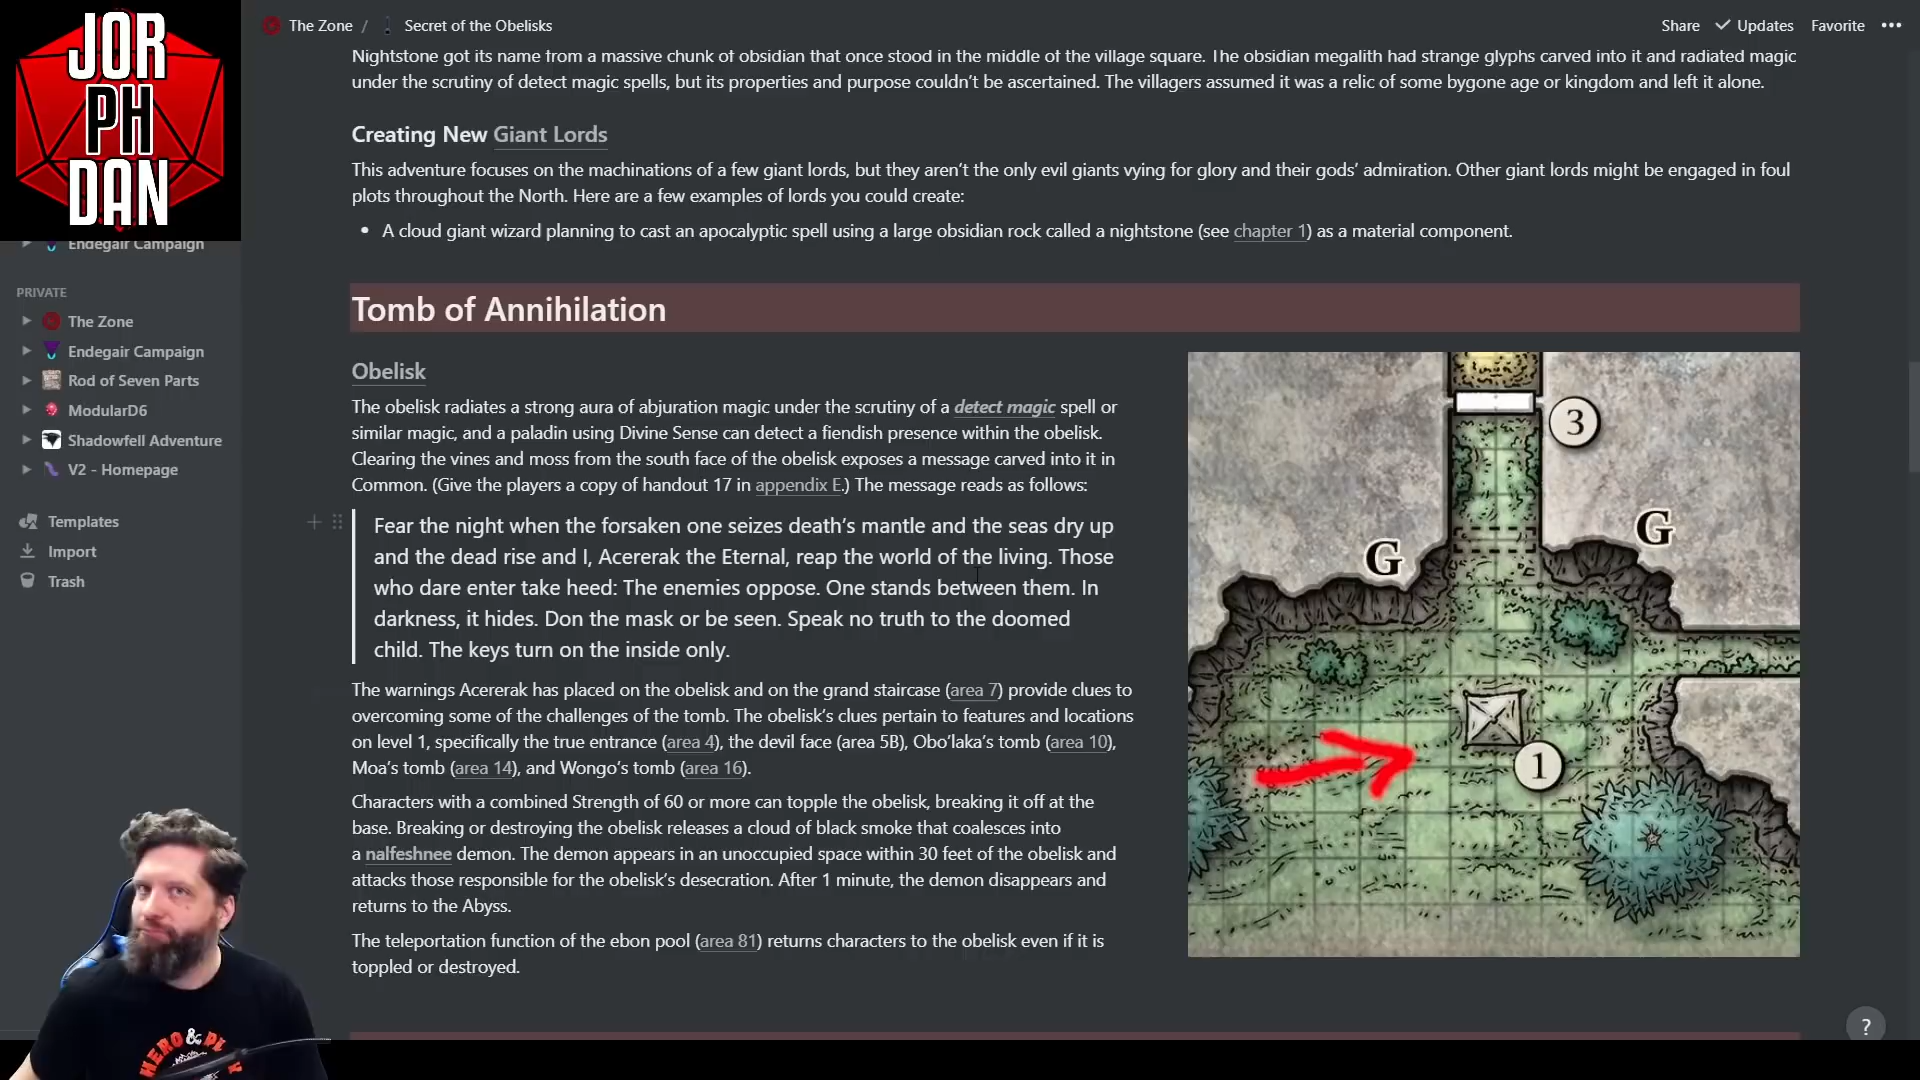 JOR
PH
DAN
The Zone / Secret of the Obelisks
Share Updates Favorite •••
Endegair Campaign
PRIVATE
The Zone
Endegair Campaign
Rod of Seven Parts
ModularD6
Shadowfell Adventure
V2 - Homepage
Templates
Import
Trash
Nightstone got its name from a massive chunk of obsidian that once stood in the middle of the village square. The obsidian megalith had strange glyphs carved into it and radiated magic
under the scrutiny of detect magic spells, but its properties and purpose couldn't be ascertained. The villagers assumed it was a relic of some bygone age or kingdom and left it alone.
Creating New Giant Lords
This adventure focuses on the machinations of a few giant lords, but they aren't the only evil giants vying for glory and their gods' admiration. Other giant lords might be engaged in foul
plots throughout the North. Here are a few examples of lords you could create:
• A cloud giant wizard planning to cast an apocalyptic spell using a large obsidian rock called a nightstone (see chapter 1) as a material component.
Tomb of Annihilation
Obelisk
The obelisk radiates a strong aura of abjuration magic under the scrutiny of a detect magic spell or
similar magic, and a paladin using Divine Sense can detect a fiendish presence within the obelisk.
Clearing the vines and moss from the south face of the obelisk exposes a message carved into it in
Common. (Give the players a copy of handout 17 in appendix E.) The message reads as follows:
Fear the night when the forsaken one seizes death's mantle and the seas dry up
and the dead rise and I, Acererak the Eternal, reap the world of the living. Those
who dare enter take heed: The enemies oppose. One stands between them. In
darkness, it hides. Don the mask or be seen. Speak no truth to the doomed
child. The keys turn on the inside only.
The warnings Acererak has placed on the obelisk and on the grand staircase (area 7) provide clues to
overcoming some of the challenges of the tomb. The obelisk's clues pertain to features and locations
on level 1, specifically the true entrance (area 4), the devil face (area 5B), Obo'laka's tomb (area 10),
Moa's tomb (area 14), and Wongo's tomb (area 16).
Characters with a combined Strength of 60 or more can topple the obelisk, breaking it off at the
base. Breaking or destroying the obelisk releases a cloud of black smoke that coalesces into
a nalfeshnee demon. The demon appears in an unoccupied space within 30 feet of the obelisk and
attacks those responsible for the obelisk's desecration. After 1 minute, the demon disappears and
returns to the Abyss.
The teleportation function of the ebon pool (area 81) returns characters to the obelisk even if it is
toppled or destroyed.
3
G
G
1
?
HERO &